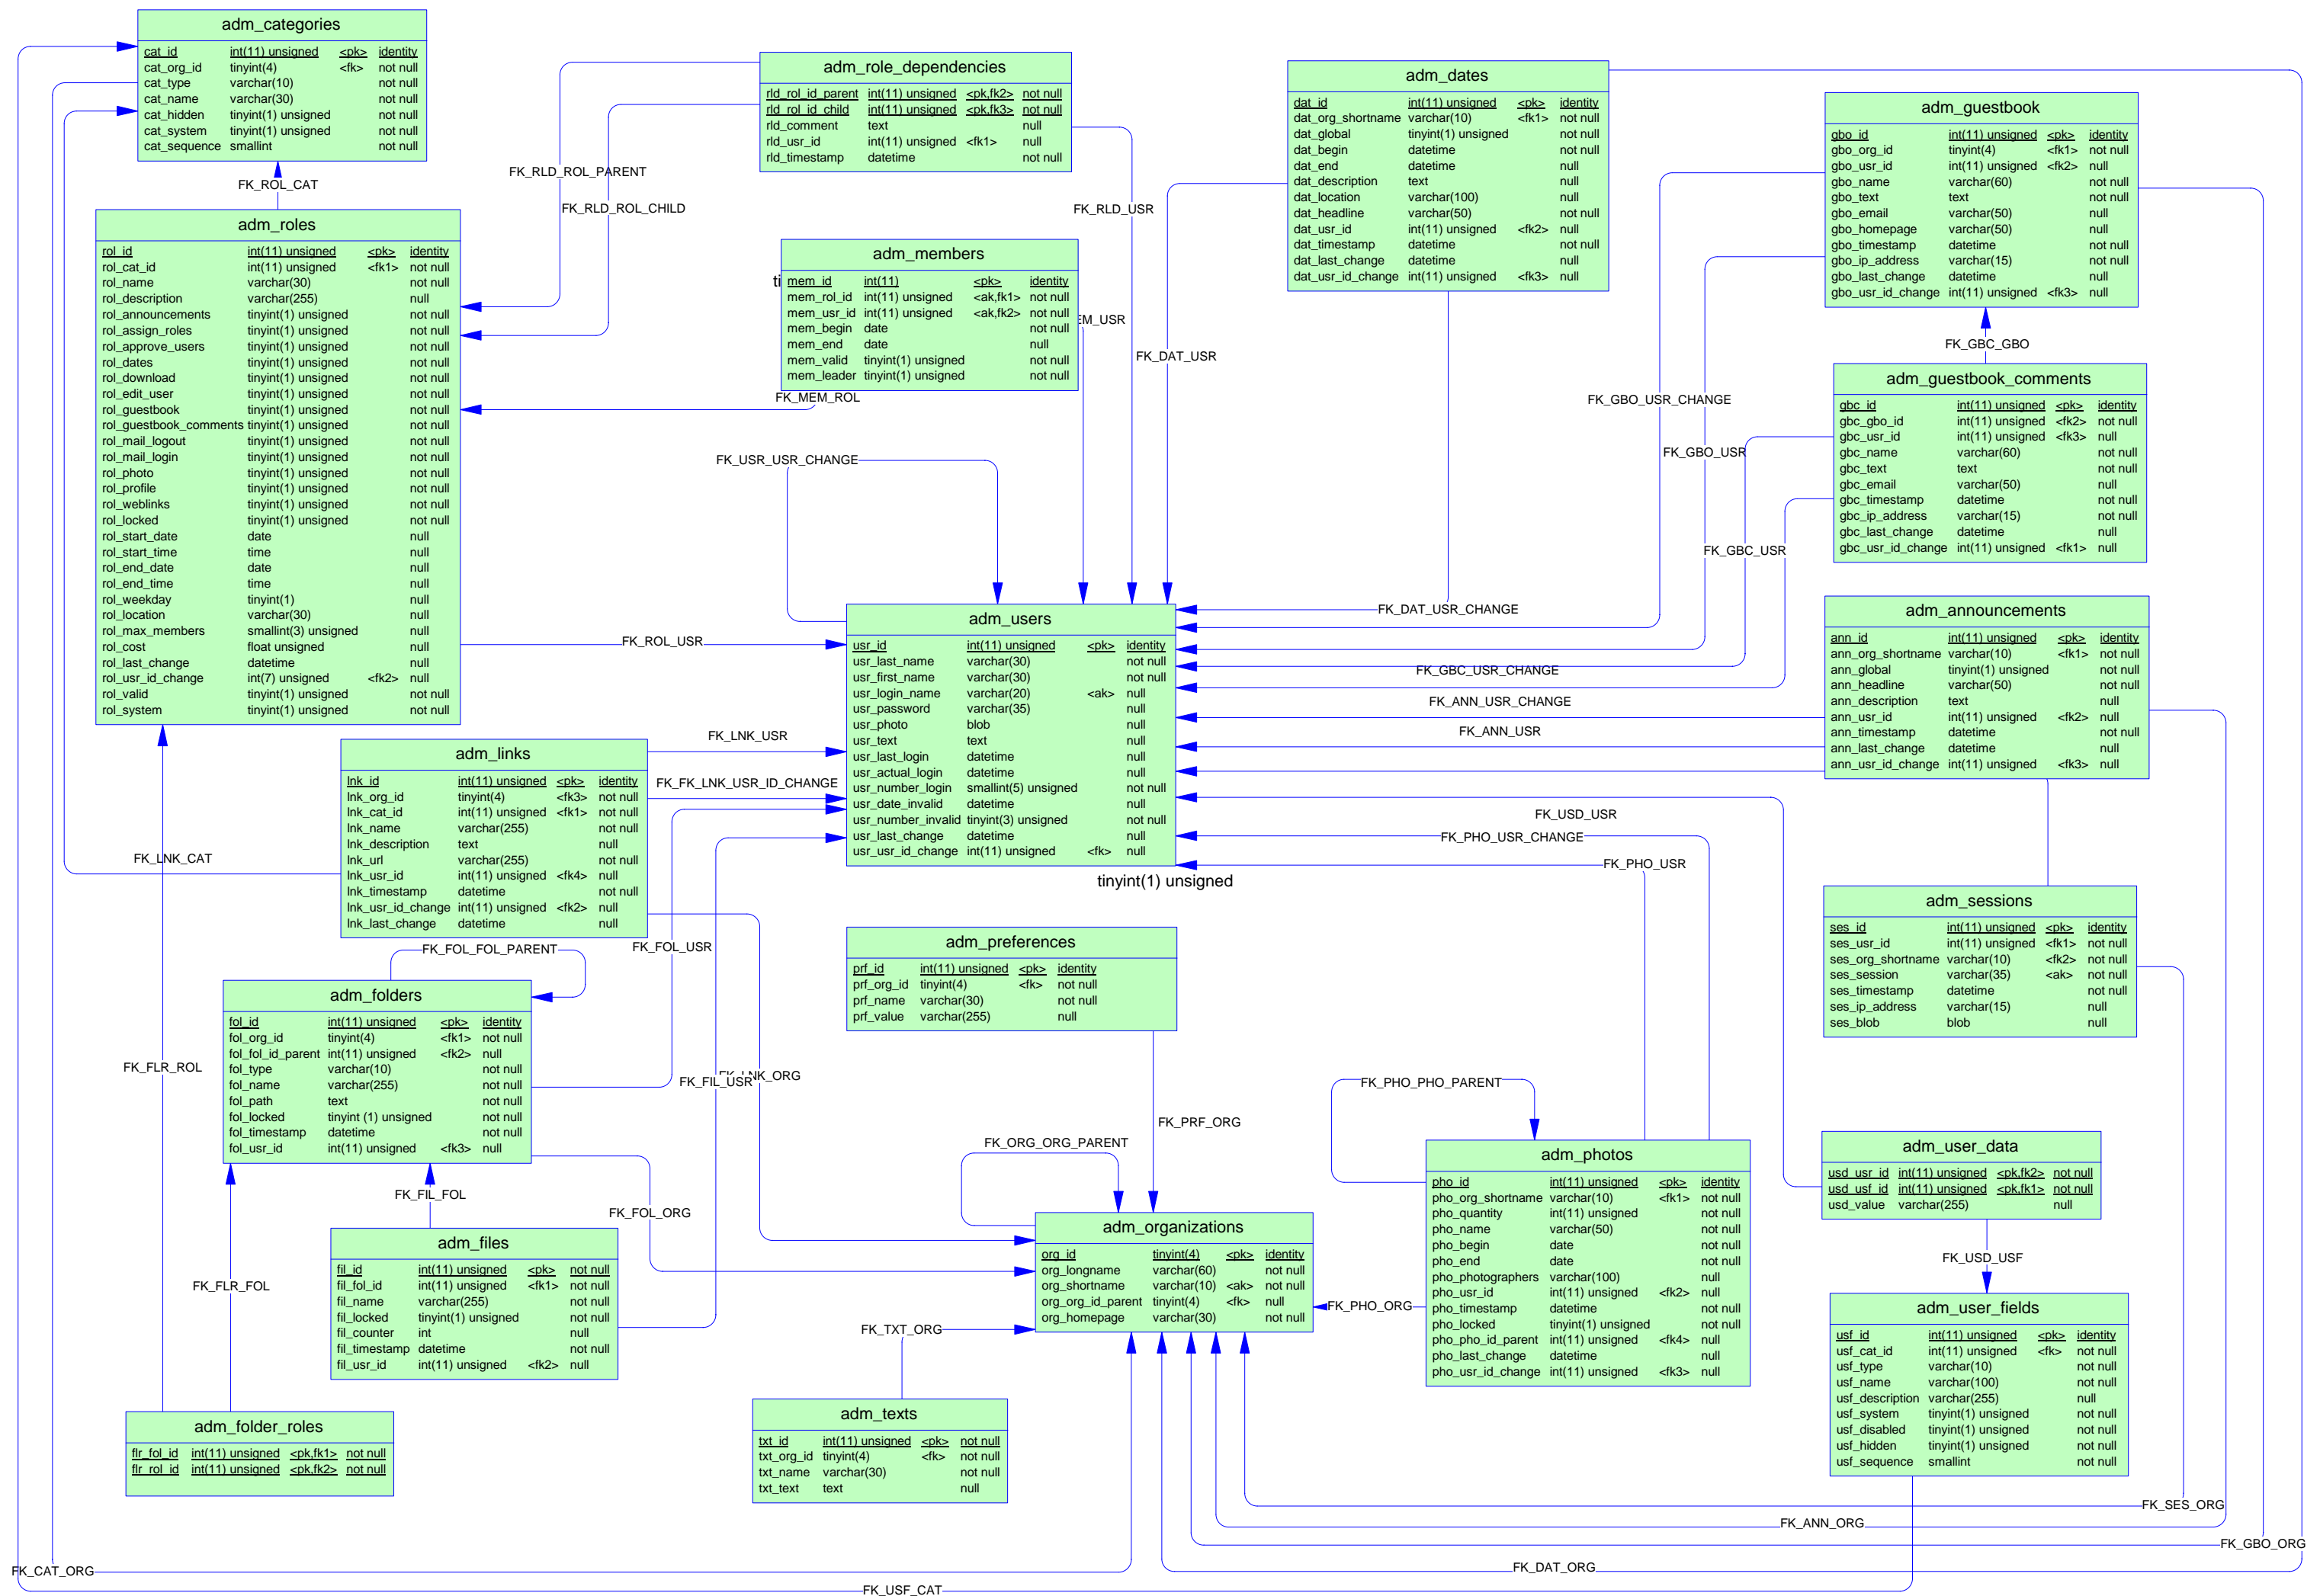 adm_categories
cat_id int(11) unsigned <pk> identity
cat_org_id tinyint(4) <fk> not null
cat_type varchar(10) not null
cat_name varchar(30) not null
cat_hidden tinyint(1) unsigned not null
cat_system tinyint(1) unsigned not null
cat_sequence smallint not null
FK_ROL_CAT
adm_roles
rol_id int(11) unsigned <pk> identity
rol_cat_id int(11) unsigned <fk1> not null
rol_name varchar(30) not null
rol_description varchar(255) null
rol_announcements tinyint(1) unsigned not null
rol_assign_roles tinyint(1) unsigned not null
rol_approve_users tinyint(1) unsigned not null
rol_dates tinyint(1) unsigned not null
rol_download tinyint(1) unsigned not null
rol_edit_user tinyint(1) unsigned not null
rol_guestbook tinyint(1) unsigned not null
rol_guestbook_comments tinyint(1) unsigned not null
rol_mail_logout tinyint(1) unsigned not null
rol_mail_login tinyint(1) unsigned not null
rol_photo tinyint(1) unsigned not null
rol_profile tinyint(1) unsigned not null
rol_weblinks tinyint(1) unsigned not null
rol_locked tinyint(1) unsigned not null
rol_start_date date null
rol_start_time time null
rol_end_date date null
rol_end_time time null
rol_weekday tinyint(1) null
rol_location varchar(30) null
rol_max_members smallint(3) unsigned null
rol_cost float unsigned null
rol_last_change datetime null
rol_usr_id_change int(7) unsigned <fk2> null
rol_valid tinyint(1) unsigned not null
rol_system tinyint(1) unsigned not null
adm_role_dependencies
rld_rol_id_parent int(11) unsigned <pk,fk2> not null
rld_rol_id_child int(11) unsigned <pk,fk3> not null
rld_comment text null
rld_usr_id int(11) unsigned <fk1> null
rld_timestamp datetime not null
FK_RLD_ROL_PARENT
FK_RLD_ROL_CHILD
FK_RLD_USR
adm_members
ti
mem_id int(11) <pk> identity
mem_rol_id int(11) unsigned <ak,fk1> not null
mem_usr_id int(11) unsigned <ak,fk2> not null
mem_begin date not null
mem_end date null
mem_valid tinyint(1) unsigned not null
mem_leader tinyint(1) unsigned not null
EM_USR
FK_MEM_ROL
adm_dates
dat_id int(11) unsigned <pk> identity
dat_org_shortname varchar(10) <fk1> not null
dat_global tinyint(1) unsigned not null
dat_begin datetime not null
dat_end datetime null
dat_description text null
dat_location varchar(100) null
dat_headline varchar(50) not null
dat_usr_id int(11) unsigned <fk2> null
dat_timestamp datetime not null
dat_last_change datetime null
dat_usr_id_change int(11) unsigned <fk3> null
FK_DAT_USR
adm_guestbook
gbo_id int(11) unsigned <pk> identity
gbo_org_id tinyint(4) <fk1> not null
gbo_usr_id int(11) unsigned <fk2> null
gbo_name varchar(60) not null
gbo_text text not null
gbo_email varchar(50) null
gbo_homepage varchar(50) null
gbo_timestamp datetime not null
gbo_ip_address varchar(15) not null
gbo_last_change datetime null
gbo_usr_id_change int(11) unsigned <fk3> null
FK_GBC_GBO
adm_guestbook_comments
gbc_id int(11) unsigned <pk> identity
gbc_gbo_id int(11) unsigned <fk2> not null
gbc_usr_id int(11) unsigned <fk3> null
gbc_name varchar(60) not null
gbc_text text not null
gbc_email varchar(50) null
gbc_timestamp datetime not null
gbc_ip_address varchar(15) not null
gbc_last_change datetime null
gbc_usr_id_change int(11) unsigned <fk1> null
FK_GBO_USR_CHANGE
FK_GBO_USR
FK_GBC_USR
FK_USR_USR_CHANGE
FK_ROL_USR
adm_users
usr_id int(11) unsigned <pk> identity
usr_last_name varchar(30) not null
usr_first_name varchar(30) not null
usr_login_name varchar(20) <ak> null
usr_password varchar(35) null
usr_photo blob null
usr_text text null
usr_last_login datetime null
usr_actual_login datetime null
usr_number_login smallint(5) unsigned not null
usr_date_invalid datetime null
usr_number_invalid tinyint(3) unsigned not null
usr_last_change datetime null
usr_usr_id_change int(11) unsigned <fk> null
tinyint(1) unsigned
FK_DAT_USR_CHANGE
FK_GBC_USR_CHANGE
FK_ANN_USR_CHANGE
FK_ANN_USR
FK_USD_USR
FK_PHO_USR_CHANGE
FK_PHO_USR
adm_announcements
ann_id int(11) unsigned <pk> identity
ann_org_shortname varchar(10) <fk1> not null
ann_global tinyint(1) unsigned not null
ann_headline varchar(50) not null
ann_description text null
ann_usr_id int(11) unsigned <fk2> null
ann_timestamp datetime not null
ann_last_change datetime null
ann_usr_id_change int(11) unsigned <fk3> null
adm_links
lnk_id int(11) unsigned <pk> identity
lnk_org_id tinyint(4) <fk3> not null
lnk_cat_id int(11) unsigned <fk1> not null
lnk_name varchar(255) not null
lnk_description text null
lnk_url varchar(255) not null
lnk_usr_id int(11) unsigned <fk4> null
lnk_timestamp datetime not null
lnk_usr_id_change int(11) unsigned <fk2> null
lnk_last_change datetime null
FK_LNK_USR
FK_FK_LNK_USR_ID_CHANGE
FK_LNK_CAT
FK_FOL_FOL_PARENT
FK_FOL_USR
adm_sessions
ses_id int(11) unsigned <pk> identity
ses_usr_id int(11) unsigned <fk1> not null
ses_org_shortname varchar(10) <fk2> not null
ses_session varchar(35) <ak> not null
ses_timestamp datetime not null
ses_ip_address varchar(15) null
ses_blob blob null
adm_preferences
prf_id int(11) unsigned <pk> identity
prf_org_id tinyint(4) <fk> not null
prf_name varchar(30) not null
prf_value varchar(255) null
adm_folders
fol_id int(11) unsigned <pk> identity
fol_org_id tinyint(4) <fk1> not null
fol_fol_id_parent int(11) unsigned <fk2> null
fol_type varchar(10) not null
fol_name varchar(255) not null
fol_path text not null
fol_locked tinyint (1) unsigned not null
fol_timestamp datetime not null
fol_usr_id int(11) unsigned <fk3> null
FK_FLR_ROL
FK_FIL_USR
LNK_ORG
FK_PRF_ORG
FK_ORG_ORG_PARENT
FK_PHO_PHO_PARENT
FK_FIL_FOL
FK_FOL_ORG
FK_FLR_FOL
adm_files
fil_id int(11) unsigned <pk> not null
fil_fol_id int(11) unsigned <fk1> not null
fil_name varchar(255) not null
fil_locked tinyint(1) unsigned not null
fil_counter int null
fil_timestamp datetime not null
fil_usr_id int(11) unsigned <fk2> null
adm_organizations
org_id tinyint(4) <pk> identity
org_longname varchar(60) not null
org_shortname varchar(10) <ak> not null
org_org_id_parent tinyint(4) <fk> null
org_homepage varchar(30) not null
FK_PHO_ORG
FK_TXT_ORG
adm_photos
pho_id int(11) unsigned <pk> identity
pho_org_shortname varchar(10) <fk1> not null
pho_quantity int(11) unsigned not null
pho_name varchar(50) not null
pho_begin date not null
pho_end date not null
pho_photographers varchar(100) null
pho_usr_id int(11) unsigned <fk2> null
pho_timestamp datetime not null
pho_locked tinyint(1) unsigned not null
pho_pho_id_parent int(11) unsigned <fk4> null
pho_last_change datetime null
pho_usr_id_change int(11) unsigned <fk3> null
adm_user_data
usd_usr_id int(11) unsigned <pk,fk2> not null
usd_usf_id int(11) unsigned <pk,fk1> not null
usd_value varchar(255) null
FK_USD_USF
adm_user_fields
usf_id int(11) unsigned <pk> identity
usf_cat_id int(11) unsigned <fk> not null
usf_type varchar(10) not null
usf_name varchar(100) not null
usf_description varchar(255) null
usf_system tinyint(1) unsigned not null
usf_disabled tinyint(1) unsigned not null
usf_hidden tinyint(1) unsigned not null
usf_sequence smallint not null
adm_folder_roles
flr_fol_id int(11) unsigned <pk,fk1> not null
flr_rol_id int(11) unsigned <pk,fk2> not null
adm_texts
txt_id int(11) unsigned <pk> not null
txt_org_id tinyint(4) <fk> not null
txt_name varchar(30) not null
txt_text text null
FK_SES_ORG
FK_ANN_ORG
FK_GBO_ORG
FK_CAT_ORG
FK_DAT_ORG
FK_USF_CAT